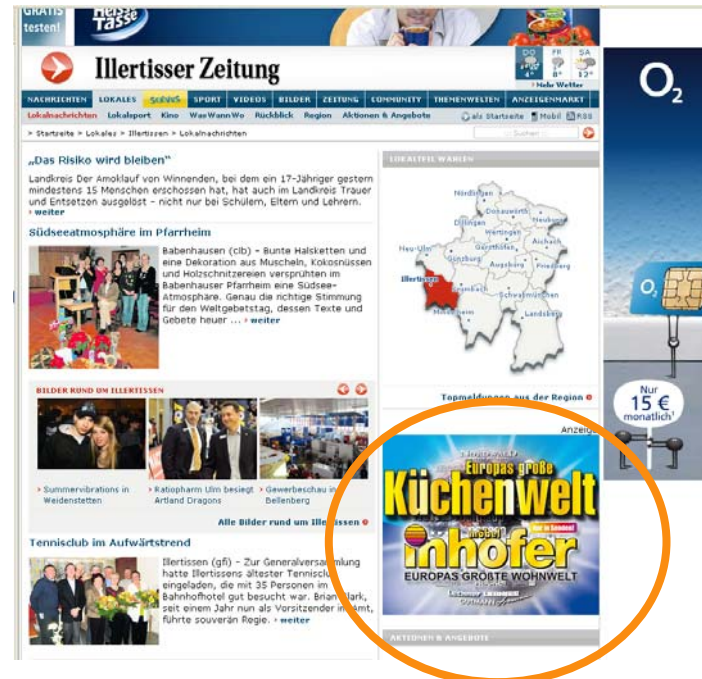 GRATIS
testen!
Heisse
Tasse
Illertisser Zeitung
DO FR SA
4° 8° 12°
› Mehr Wetter
NACHRICHTEN LOKALES SZENE SPORT VIDEOS BILDER ZEITUNG COMMUNITY THEMENWELTEN ANZEIGENMARKT
Lokalnachrichten Lokalsport Kino WasWannWo Rückblick Region Aktionen & Angebote als Startseite Mobil RSS
> Startseite > Lokales > Illertissen > Lokalnachrichten
Suchen
„Das Risiko wird bleiben"
Landkreis Der Amoklauf von Winnenden, bei dem ein 17-Jähriger gestern
mindestens 15 Menschen erschossen hat, hat auch im Landkreis Trauer
und Entsetzen ausgelöst - nicht nur bei Schülern, Eltern und Lehrern.
› weiter
Südseeatmosphäre im Pfarrheim
Babenhausen (clb) - Bunte Halsketten und
eine Dekoration aus Muscheln, Kokosnüssen
und Holzschnitzereien versprühten im
Babenhauser Pfarrheim eine Südsee-
Atmosphäre. Genau die richtige Stimmung
für den Weltgebetstag, dessen Texte und
Gebete heuer ... › weiter
BILDER RUND UM ILLERTISSEN
› Summervibrations in
Weidenstetten
› Ratiopharm Ulm besiegt
Artland Dragons
› Gewerbeschau in
Bellenberg
Alle Bilder rund um Illertissen
Tennisclub im Aufwärtstrend
Illertissen (gfi) - Zur Generalversammlung
hatte Illertissens ältester Tennisclub
eingeladen, die mit 35 Personen im
Bahnhofhotel gut besucht war. Brian Clark,
seit einem Jahr nun als Vorsitzender im Amt,
führte souverän Regie. › weiter
LOKALTEIL WÄHLEN
Nördlingen
Donauwörth
Dillingen
Neuburg
Wertingen
Aichach
Neu-Ulm
Günzburg
Gersthofen
Augsburg
Friedberg
Illertissen
Krumbach
Schwabmünchen
Mindelheim
Landsberg
Topmeldungen aus der Region
Anzeige
Europas große
Küchenwelt
nur in Senden!
möbel
inhofer
EUROPAS GRÖßTE WOHNWELT
AKTIONEN & ANGEBOTE
O₂
O₂
Nur
15 €
monatlich¹